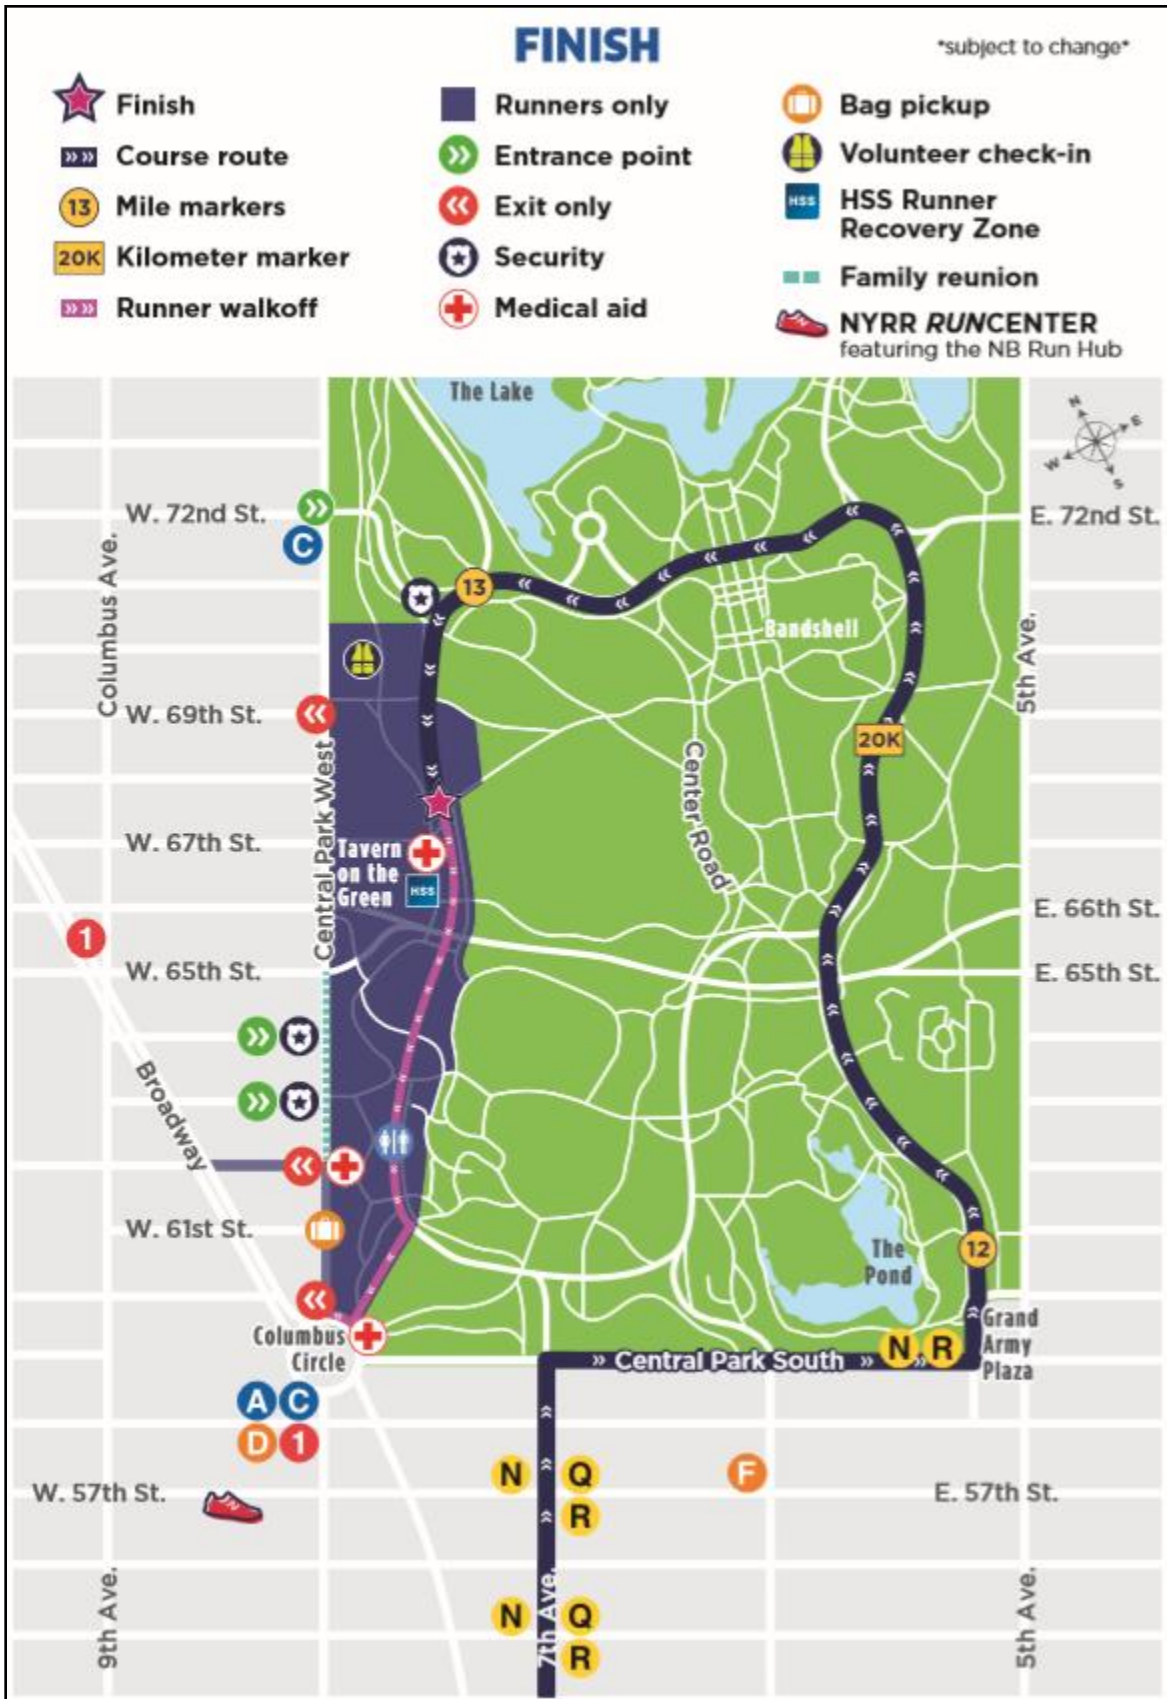 FINISH
*subject to change*
Finish
Course route
13 Mile markers
20K Kilometer marker
Runner walkoff
Runners only
Entrance point
Exit only
Security
Medical aid
Bag pickup
Volunteer check-in
HSS HSS Runner
Recovery Zone
Family reunion
NYRR RUNCENTER
featuring the NB Run Hub
The Lake
N
E
W
S
W. 72nd St.
E. 72nd St.
C
Columbus Ave.
13
Bandshell
5th Ave.
W. 69th St.
20K
Central Park West
Center Road
W. 67th St.
Tavern
on the
Green
HSS
E. 66th St.
1
W. 65th St.
E. 65th St.
Broadway
W. 61st St.
The
Pond
12
Columbus
Circle
Grand
Army
Plaza
Central Park South
N R
A C
D 1
N Q
R
F
W. 57th St.
E. 57th St.
N Q
R
9th Ave.
7th Ave.
5th Ave.